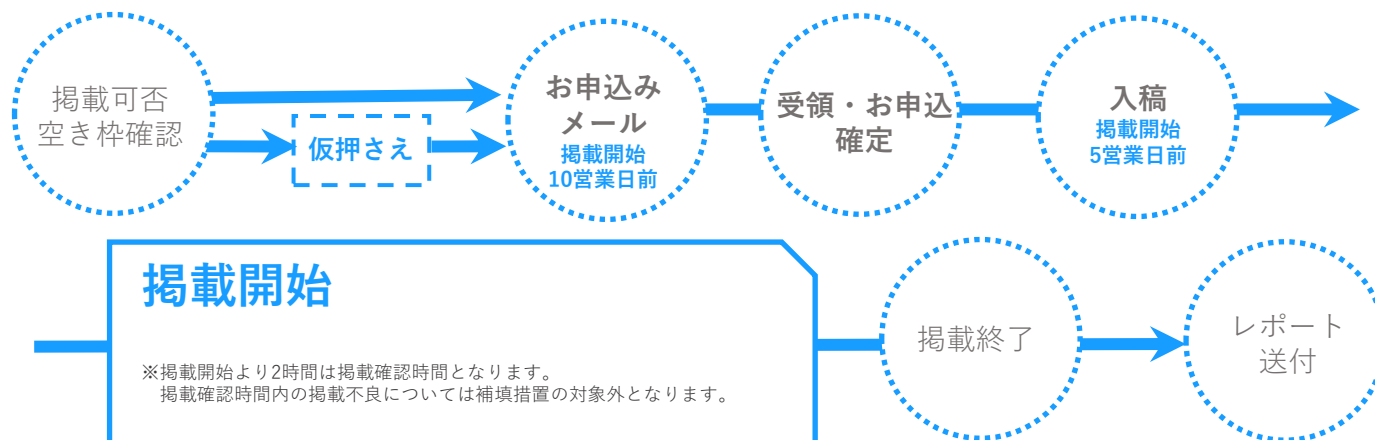 掲載可否
空き枠確認
仮押さえ
お申込み
メール
掲載開始
10営業日前
受領・お申込
確定
入稿
掲載開始
5営業日前
掲載開始
※掲載開始より2時間は掲載確認時間となります。
掲載確認時間内の掲載不良については補填措置の対象外となります。
掲載終了
レポート
送付